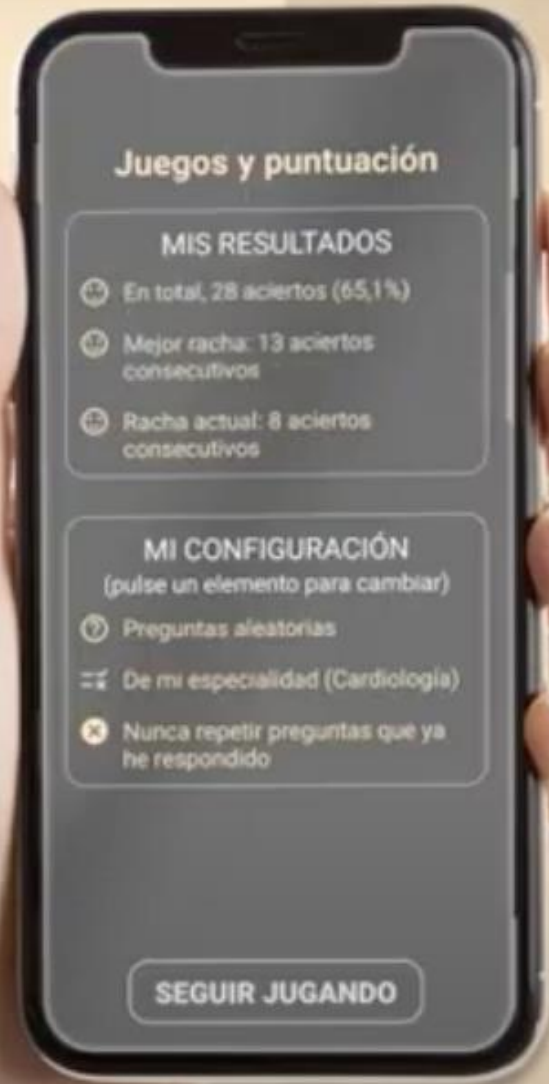 Juegos y puntuación
MIS RESULTADOS
En total, 28 aciertos (65,1%)
Mejor racha: 13 aciertos
consecutivos
Racha actual: 8 aciertos
consecutivos
MI CONFIGURACIÓN
(pulse un elemento para cambiar)
Preguntas aleatorias
De mi especialidad (Cardiología)
Nunca repetir preguntas que ya
he respondido
SEGUIR JUGANDO